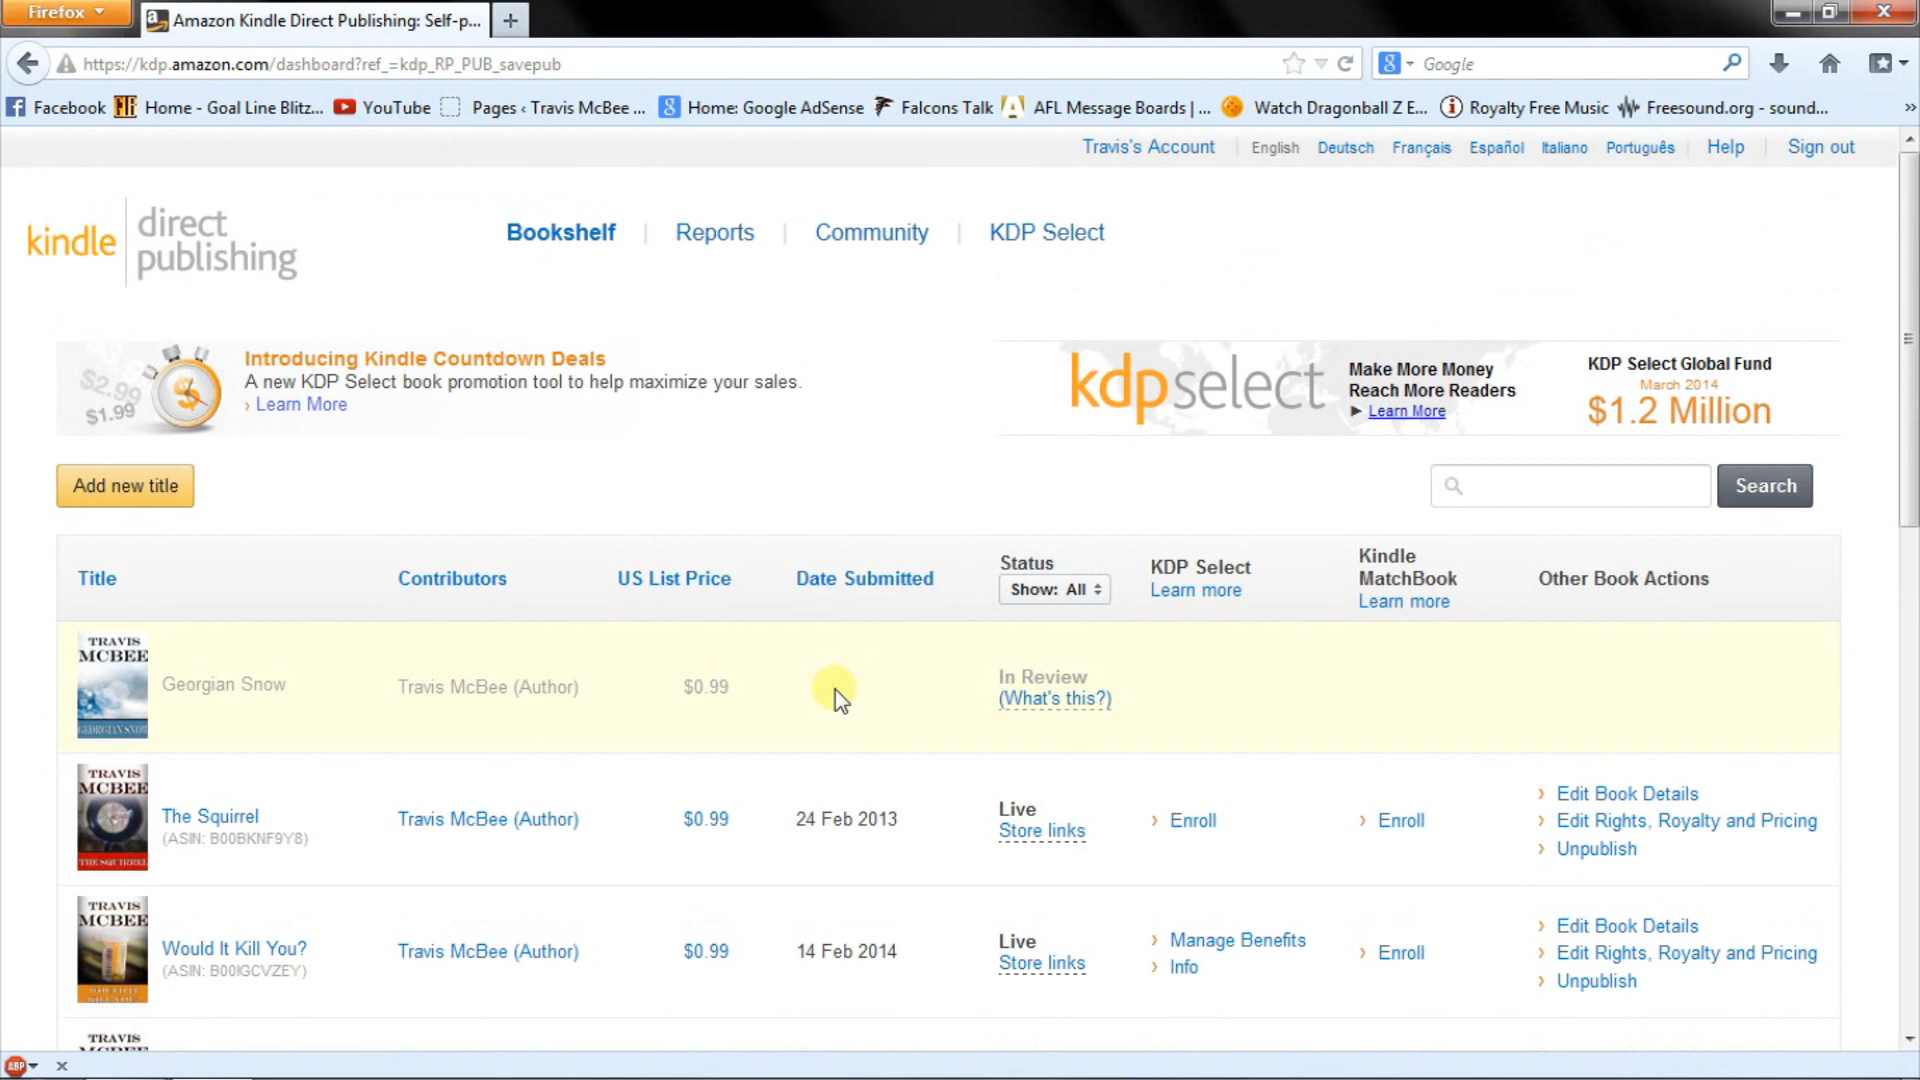 Firefox
Amazon Kindle Direct Publishing: Self-p...
https://kdp.amazon.com/dashboard?ref_=kdp_RP_PUB_savepub
Google
Facebook Home - Goal Line Blitz... YouTube Pages ‹ Travis McBee ... Home: Google AdSense Falcons Talk AFL Message Boards | ... Watch Dragonball Z E... Royalty Free Music Freesound.org - sound... »
Travis's Account English Deutsch Français Español Italiano Português Help Sign out
kindle direct publishing
Bookshelf Reports Community KDP Select
$2.99
$1.99
Introducing Kindle Countdown Deals
A new KDP Select book promotion tool to help maximize your sales.
› Learn More
kdpselect
Make More Money
Reach More Readers
Learn More
KDP Select Global Fund
March 2014
$1.2 Million
Add new title
Search
Title Contributors US List Price Date Submitted
Status
Show: All
KDP Select
Learn more
Kindle
MatchBook
Learn more
Other Book Actions
TRAVIS
MCBEE
GEORGIAN SNOW
Georgian Snow
Travis McBee (Author)
$0.99
In Review
(What's this?)
TRAVIS
MCBEE
THE SQUIRREL
The Squirrel
(ASIN: B00BKNF9Y8)
Travis McBee (Author)
$0.99
24 Feb 2013
Live
Store links
› Enroll
› Enroll
› Edit Book Details
› Edit Rights, Royalty and Pricing
› Unpublish
TRAVIS
MCBEE
WOULD IT
KILL YOU?
Would It Kill You?
(ASIN: B00IGCVZEY)
Travis McBee (Author)
$0.99
14 Feb 2014
Live
Store links
› Manage Benefits
› Info
› Enroll
› Edit Book Details
› Edit Rights, Royalty and Pricing
› Unpublish
TRAVIS
MCBEE
ABP